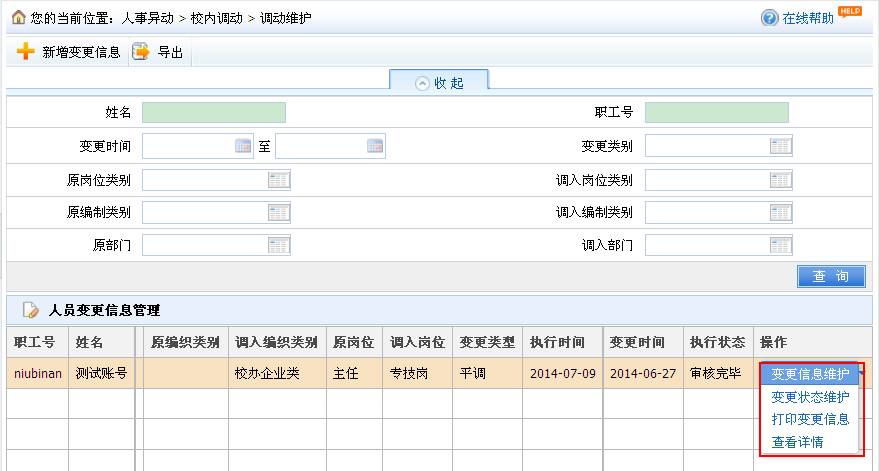 您的当前位置：人事异动 > 校内调动 > 调动维护 在线帮助 HELP
新增变更信息 导出
收起
姓名 职工号
变更时间 至 变更类别
原岗位类别 调入岗位类别
原编制类别 调入编制类别
原部门 调入部门
查 询
人员变更信息管理
职工号 姓名 原编织类别 调入编织类别 原岗位 调入岗位 变更类型 执行时间 变更时间 执行状态 操作
niubinan 测试账号 校办企业类 主任 专技岗 平调 2014-07-09 2014-06-27 审核完毕 变更信息维护
变更状态维护
打印变更信息
查看详情